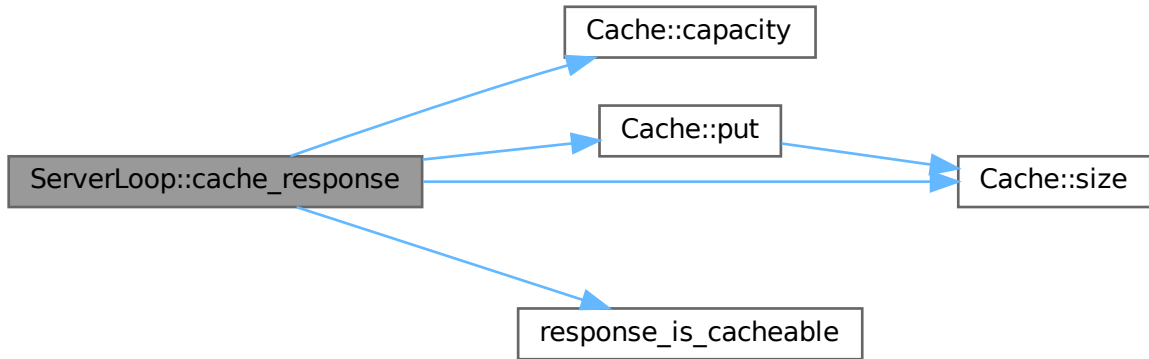 Cache::capacity
Cache::put
ServerLoop::cache_response
Cache::size
response_is_cacheable